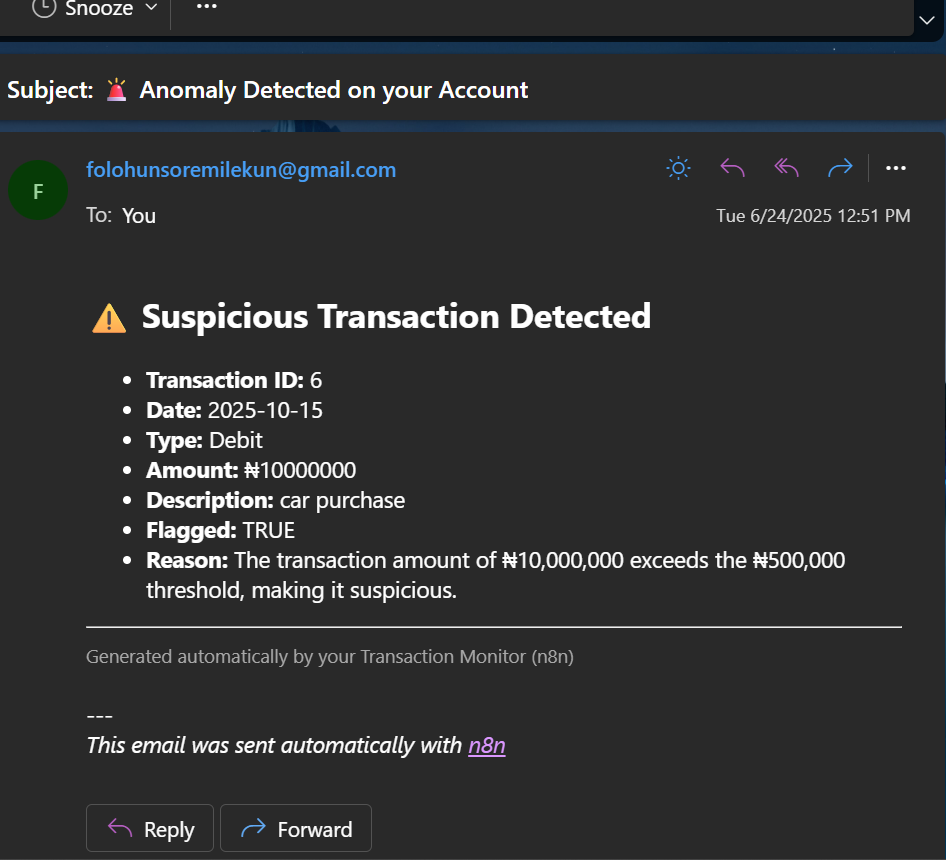 Snooze
Subject: 🚨 Anomaly Detected on your Account
F
folohunsoremilekun@gmail.com
To: You
Tue 6/24/2025 12:51 PM
⚠️ Suspicious Transaction Detected
• Transaction ID: 6
• Date: 2025-10-15
• Type: Debit
• Amount: ₦10000000
• Description: car purchase
• Flagged: TRUE
• Reason: The transaction amount of ₦10,000,000 exceeds the ₦500,000
threshold, making it suspicious.
Generated automatically by your Transaction Monitor (n8n)
---
This email was sent automatically with n8n
Reply
Forward